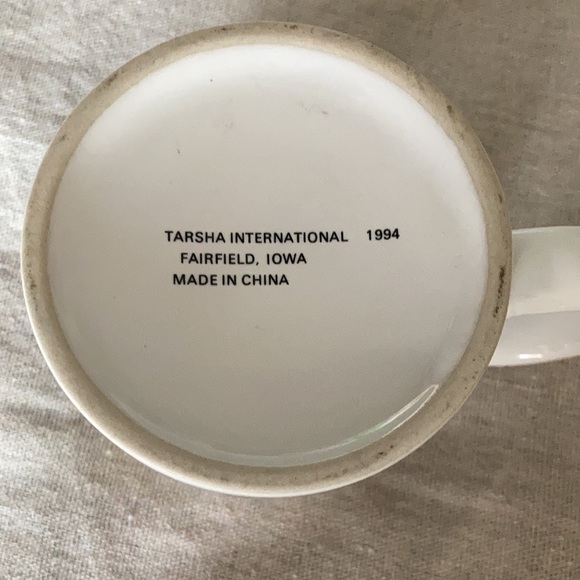 TARSHA INTERNATIONAL 1994
FAIRFIELD, IOWA
MADE IN CHINA